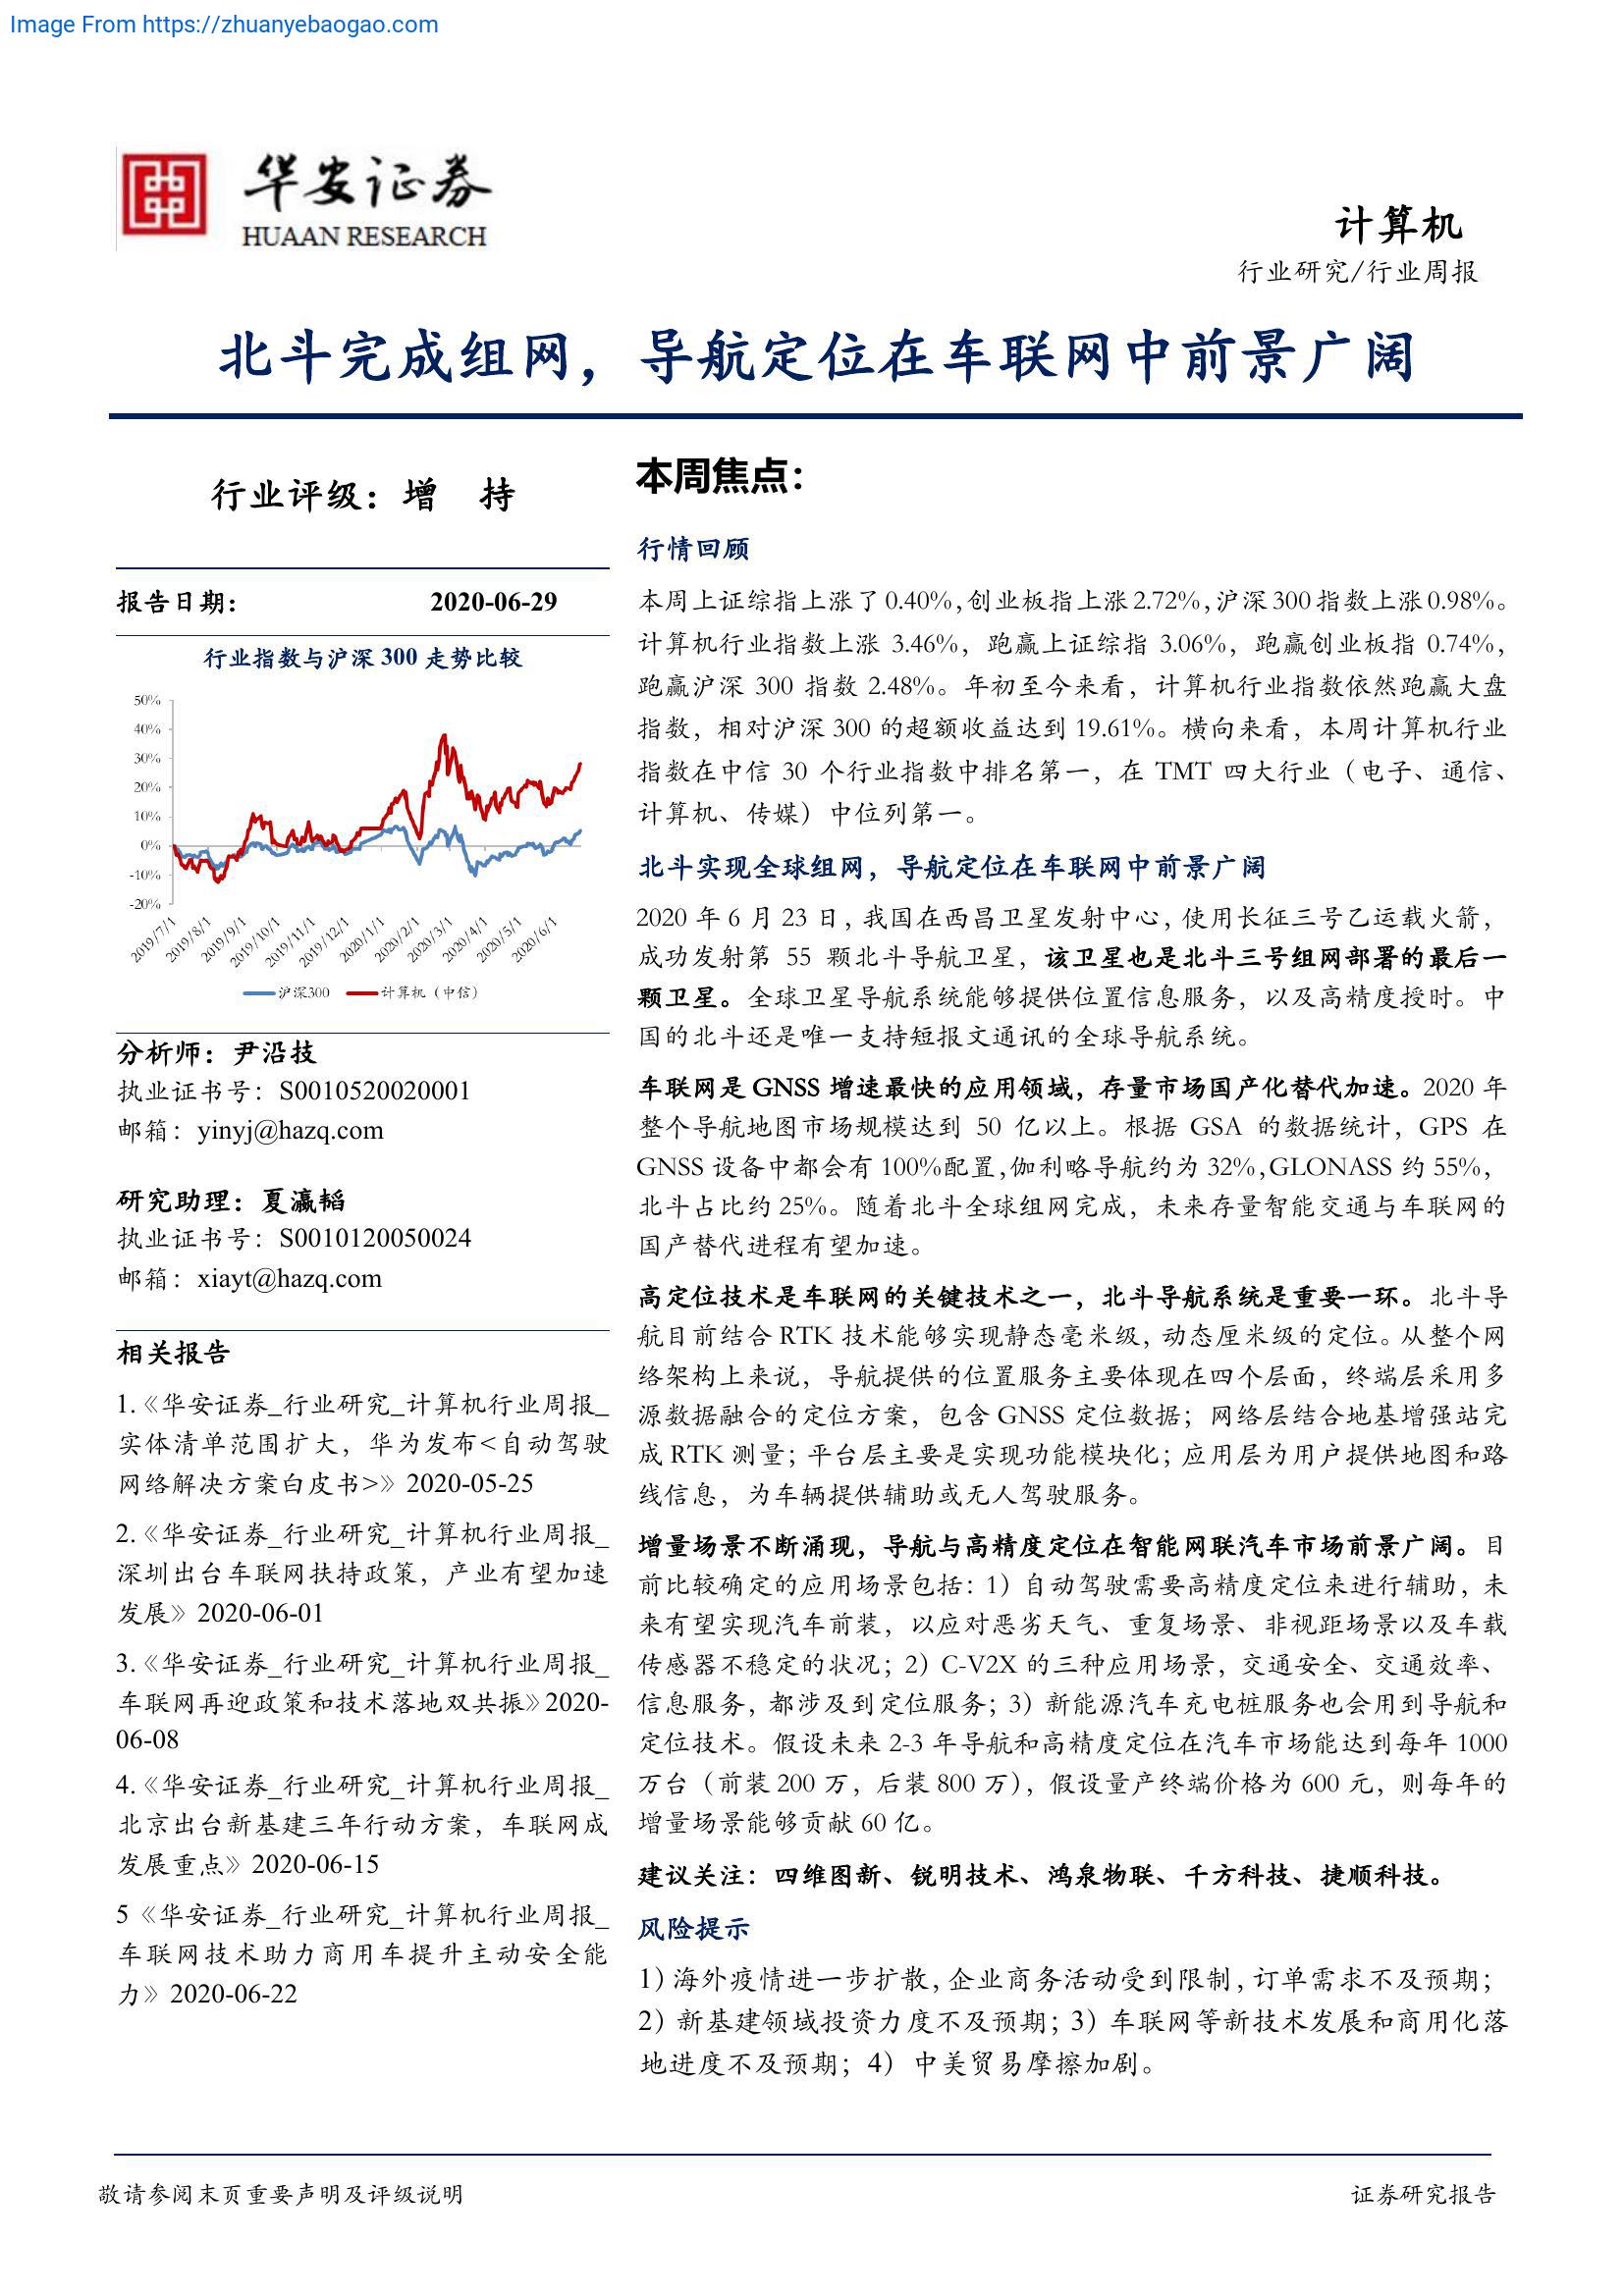 Image From https://zhuanyebaogao.com
华安证券
HUAAN RESEARCH
计算机
行业研究/行业周报
北斗完成组网，导航定位在车联网中前景广阔
行业评级：增 持
报告日期： 2020-06-29
行业指数与沪深 300 走势比较
50%
40%
30%
20%
10%
0%
-10%
-20%
2019/7/1
2019/8/1
2019/9/1
2019/10/1
2019/11/1
2019/12/1
2020/1/1
2020/2/1
2020/3/1
2020/4/1
2020/5/1
2020/6/1
沪深300 计算机（中信）
分析师：尹沿技
执业证书号：S0010520020001
邮箱：yinyj@hazq.com
研究助理：夏瀛韬
执业证书号：S0010120050024
邮箱：xiayt@hazq.com
相关报告
1.《华安证券_行业研究_计算机行业周报_
实体清单范围扩大，华为发布<自动驾驶
网络解决方案白皮书>》2020-05-25
2.《华安证券_行业研究_计算机行业周报_
深圳出台车联网扶持政策，产业有望加速
发展》2020-06-01
3.《华安证券_行业研究_计算机行业周报_
车联网再迎政策和技术落地双共振》2020-
06-08
4.《华安证券_行业研究_计算机行业周报_
北京出台新基建三年行动方案，车联网成
发展重点》2020-06-15
5《华安证券_行业研究_计算机行业周报_
车联网技术助力商用车提升主动安全能
力》2020-06-22
本周焦点：
行情回顾
本周上证综指上涨了0.40%，创业板指上涨2.72%，沪深300指数上涨0.98%。
计算机行业指数上涨 3.46%，跑赢上证综指 3.06%，跑赢创业板指 0.74%，
跑赢沪深 300 指数 2.48%。年初至今来看，计算机行业指数依然跑赢大盘
指数，相对沪深 300 的超额收益达到 19.61%。横向来看，本周计算机行业
指数在中信 30 个行业指数中排名第一，在 TMT 四大行业（电子、通信、
计算机、传媒）中位列第一。
北斗实现全球组网，导航定位在车联网中前景广阔
2020 年 6 月 23 日，我国在西昌卫星发射中心，使用长征三号乙运载火箭，
成功发射第 55 颗北斗导航卫星，该卫星也是北斗三号组网部署的最后一
颗卫星。全球卫星导航系统能够提供位置信息服务，以及高精度授时。中
国的北斗还是唯一支持短报文通讯的全球导航系统。
车联网是 GNSS 增速最快的应用领域，存量市场国产化替代加速。2020 年
整个导航地图市场规模达到 50 亿以上。根据 GSA 的数据统计，GPS 在
GNSS 设备中都会有 100%配置，伽利略导航约为 32%，GLONASS 约 55%，
北斗占比约 25%。随着北斗全球组网完成，未来存量智能交通与车联网的
国产替代进程有望加速。
高定位技术是车联网的关键技术之一，北斗导航系统是重要一环。北斗导
航目前结合 RTK 技术能够实现静态毫米级，动态厘米级的定位。从整个网
络架构上来说，导航提供的位置服务主要体现在四个层面，终端层采用多
源数据融合的定位方案，包含 GNSS 定位数据；网络层结合地基增强站完
成 RTK 测量；平台层主要是实现功能模块化；应用层为用户提供地图和路
线信息，为车辆提供辅助或无人驾驶服务。
增量场景不断涌现，导航与高精度定位在智能网联汽车市场前景广阔。目
前比较确定的应用场景包括：1）自动驾驶需要高精度定位来进行辅助，未
来有望实现汽车前装，以应对恶劣天气、重复场景、非视距场景以及车载
传感器不稳定的状况；2）C-V2X 的三种应用场景，交通安全、交通效率、
信息服务，都涉及到定位服务；3）新能源汽车充电桩服务也会用到导航和
定位技术。假设未来 2-3 年导航和高精度定位在汽车市场能达到每年 1000
万台（前装 200 万，后装 800 万），假设量产终端价格为 600 元，则每年的
增量场景能够贡献 60 亿。
建议关注：四维图新、锐明技术、鸿泉物联、千方科技、捷顺科技。
风险提示
1）海外疫情进一步扩散，企业商务活动受到限制，订单需求不及预期；
2）新基建领域投资力度不及预期；3）车联网等新技术发展和商用化落
地进度不及预期；4）中美贸易摩擦加剧。
敬请参阅末页重要声明及评级说明
证券研究报告